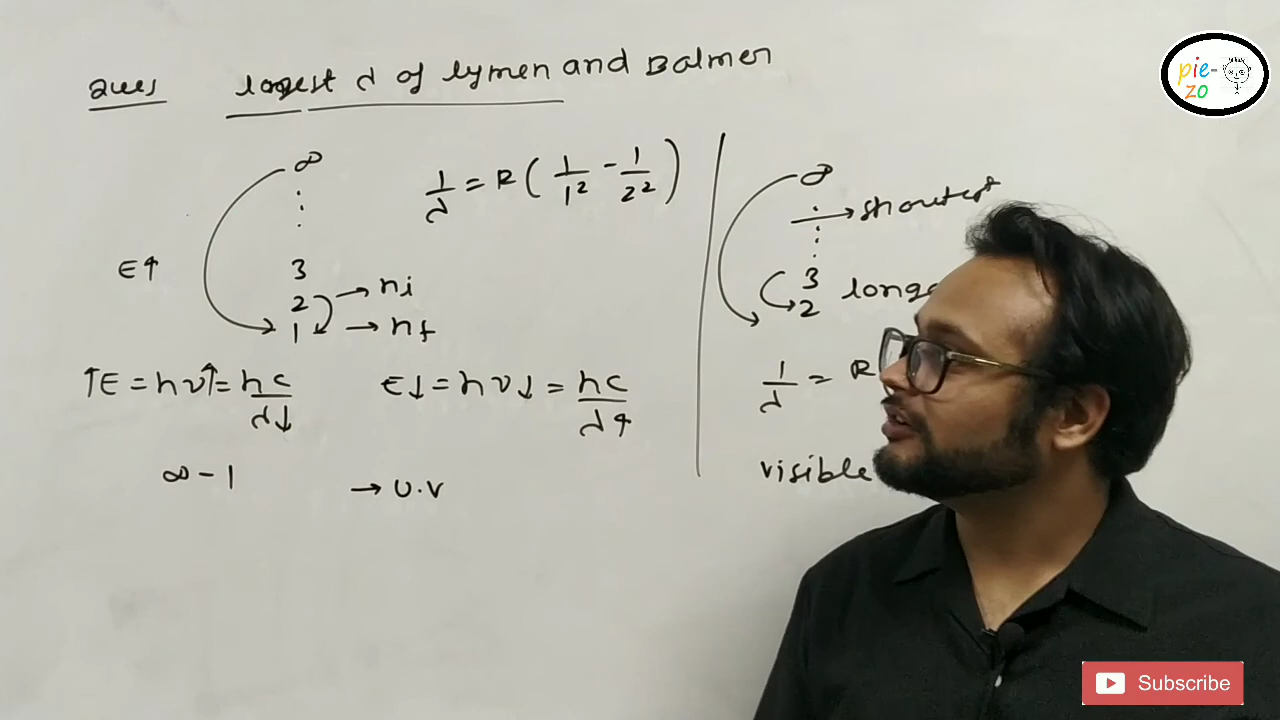 Ques longest λ of lymen and Balmer
∞
1/λ = R ( 1/1² - 1/2² )
3
2 → ni
1 → nf
E↑
↑E = hν↑ = hc/λ↓
E↓ = hν↓ = hc/λ↑
∞ - 1
→ U.V
∞
→ shortest
3
2
1/λ = R
visible
pie-
zo
Subscribe